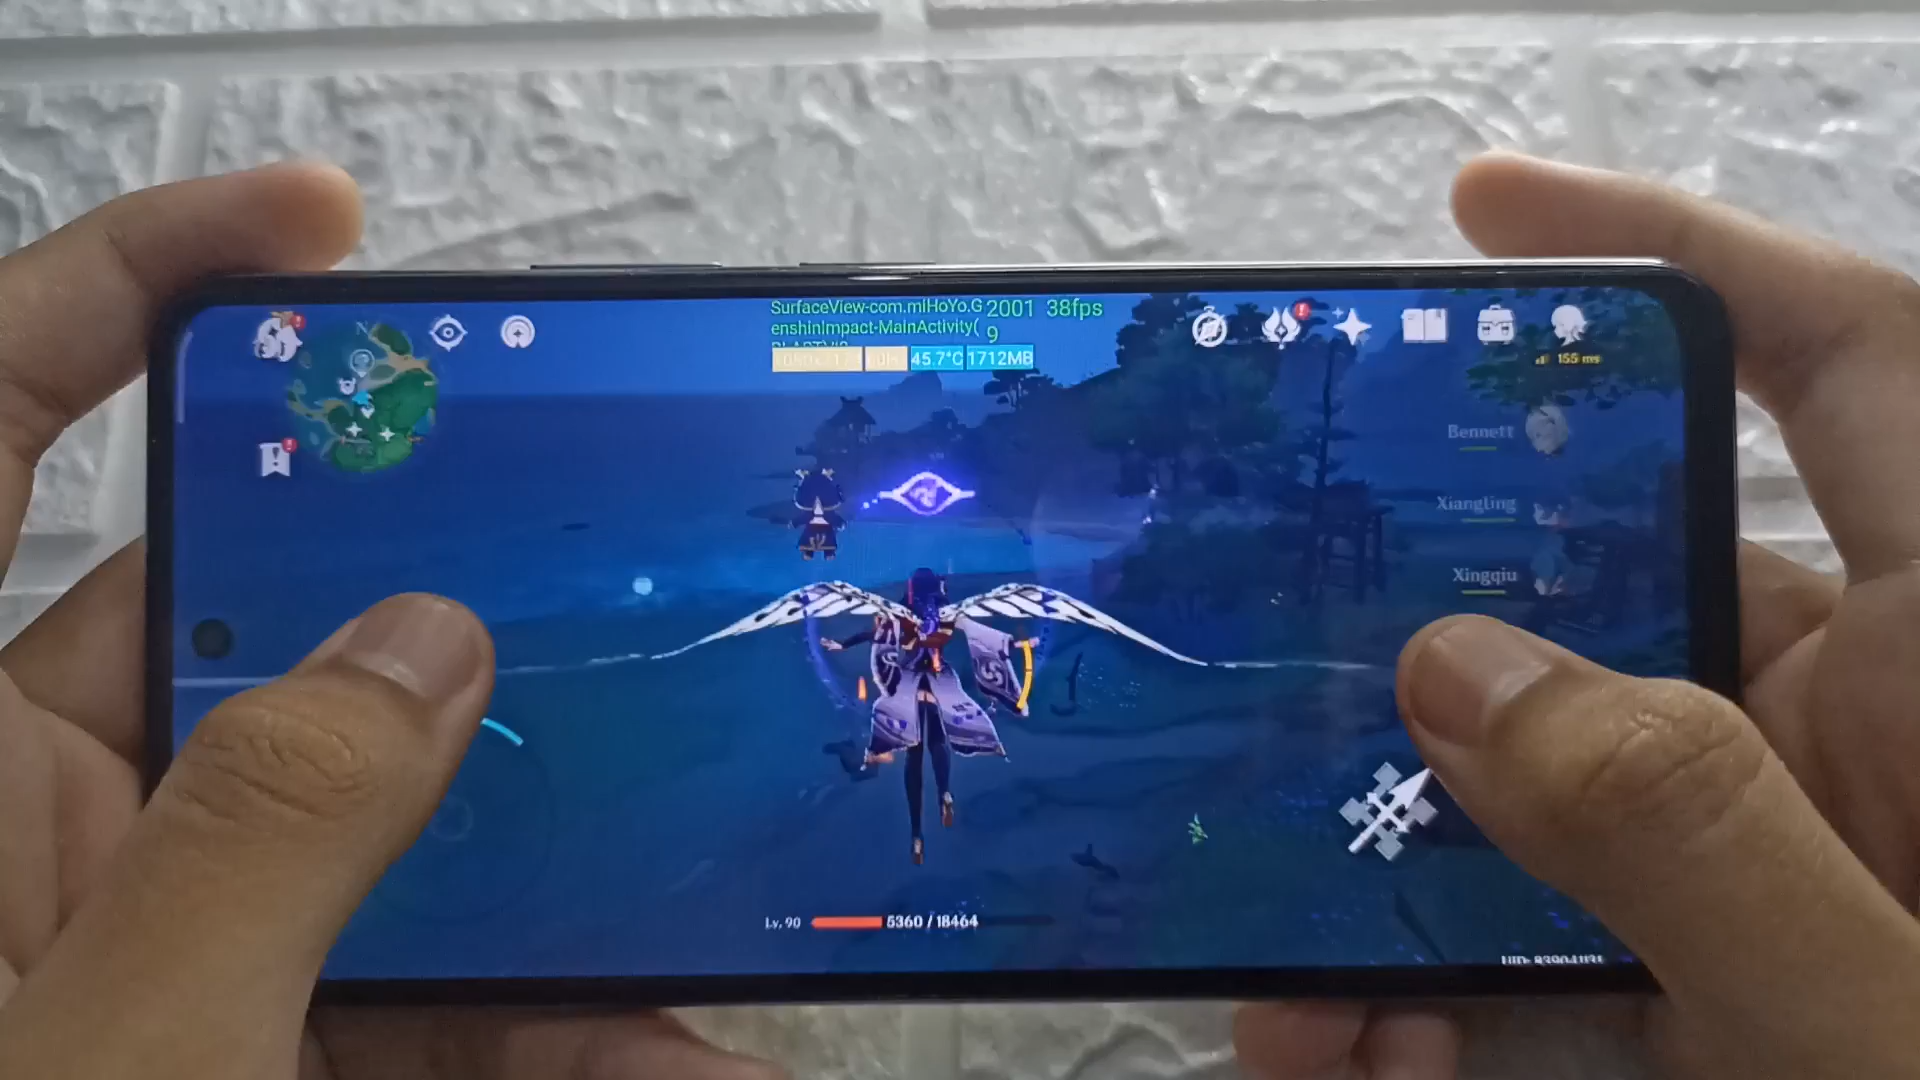 SurfaceView-com.miHoYo.G 2001 38fps
enshinImpact-MainActivity( 9
45.7°C 1712MB
N
155 ms
Bennett
Xiangling
Xingqiu
Lv. 90 5360 / 18464